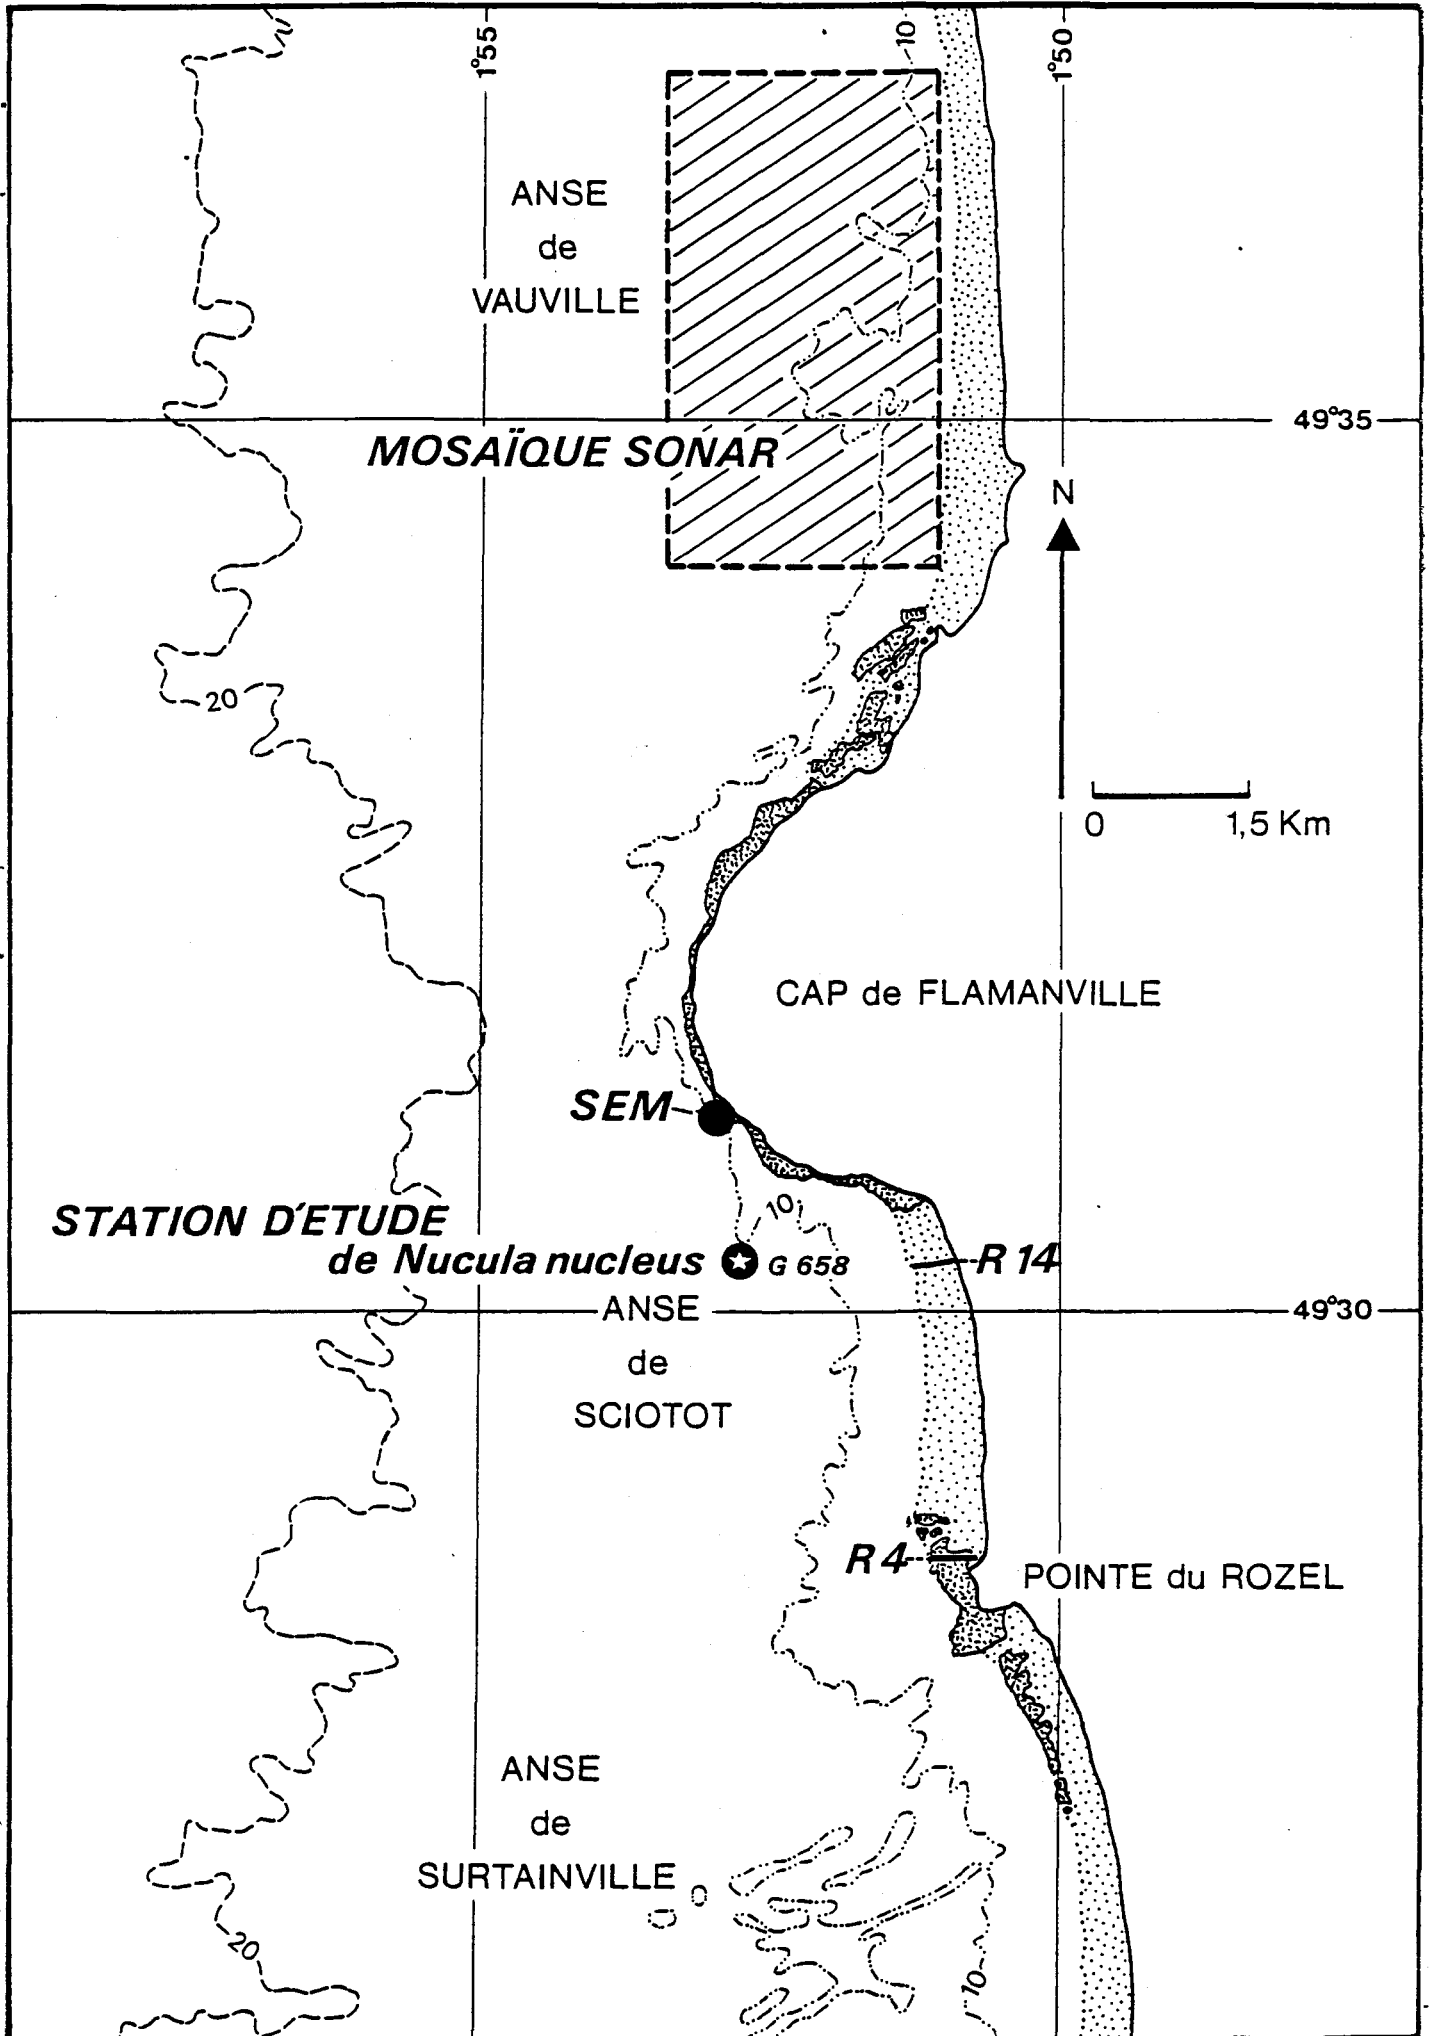 1°55
10
1°50
ANSE
de
VAUVILLE
49°35
MOSAÏQUE SONAR
N
20
0 1,5 Km
CAP de FLAMANVILLE
SEM
10
STATION D'ETUDE
de Nucula nucleus G 658
R 14
ANSE
49°30
de
SCIOTOT
R 4
POINTE du ROZEL
ANSE
de
SURTAINVILLE
20
10